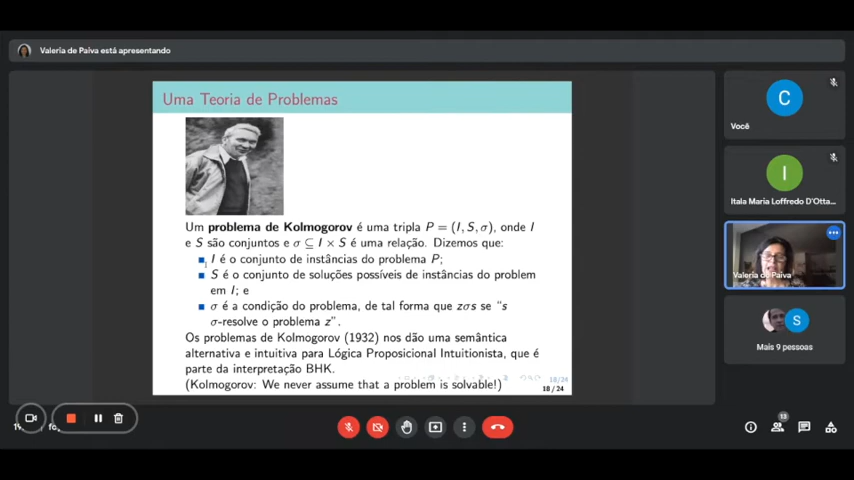 Valeria de Paiva está apresentando
Uma Teoria de Problemas
Um problema de Kolmogorov é uma tripla P = (I, S, σ), onde I
e S são conjuntos e σ ⊆ I × S é uma relação. Dizemos que:
I é o conjunto de instâncias do problema P;
S é o conjunto de soluções possíveis de instâncias do problem
em I; e
σ é a condição do problema, de tal forma que zσs se “s
σ-resolve o problema z”.
Os problemas de Kolmogorov (1932) nos dão uma semântica
alternativa e intuitiva para Lógica Proposicional Intuitionista, que é
parte da interpretação BHK.
(Kolmogorov: We never assume that a problem is solvable!)
18/24
18 / 24
C
Você
I
Itala Maria Loffredo D'Otta...
Valeria de Paiva
S
Mais 9 pessoas
13